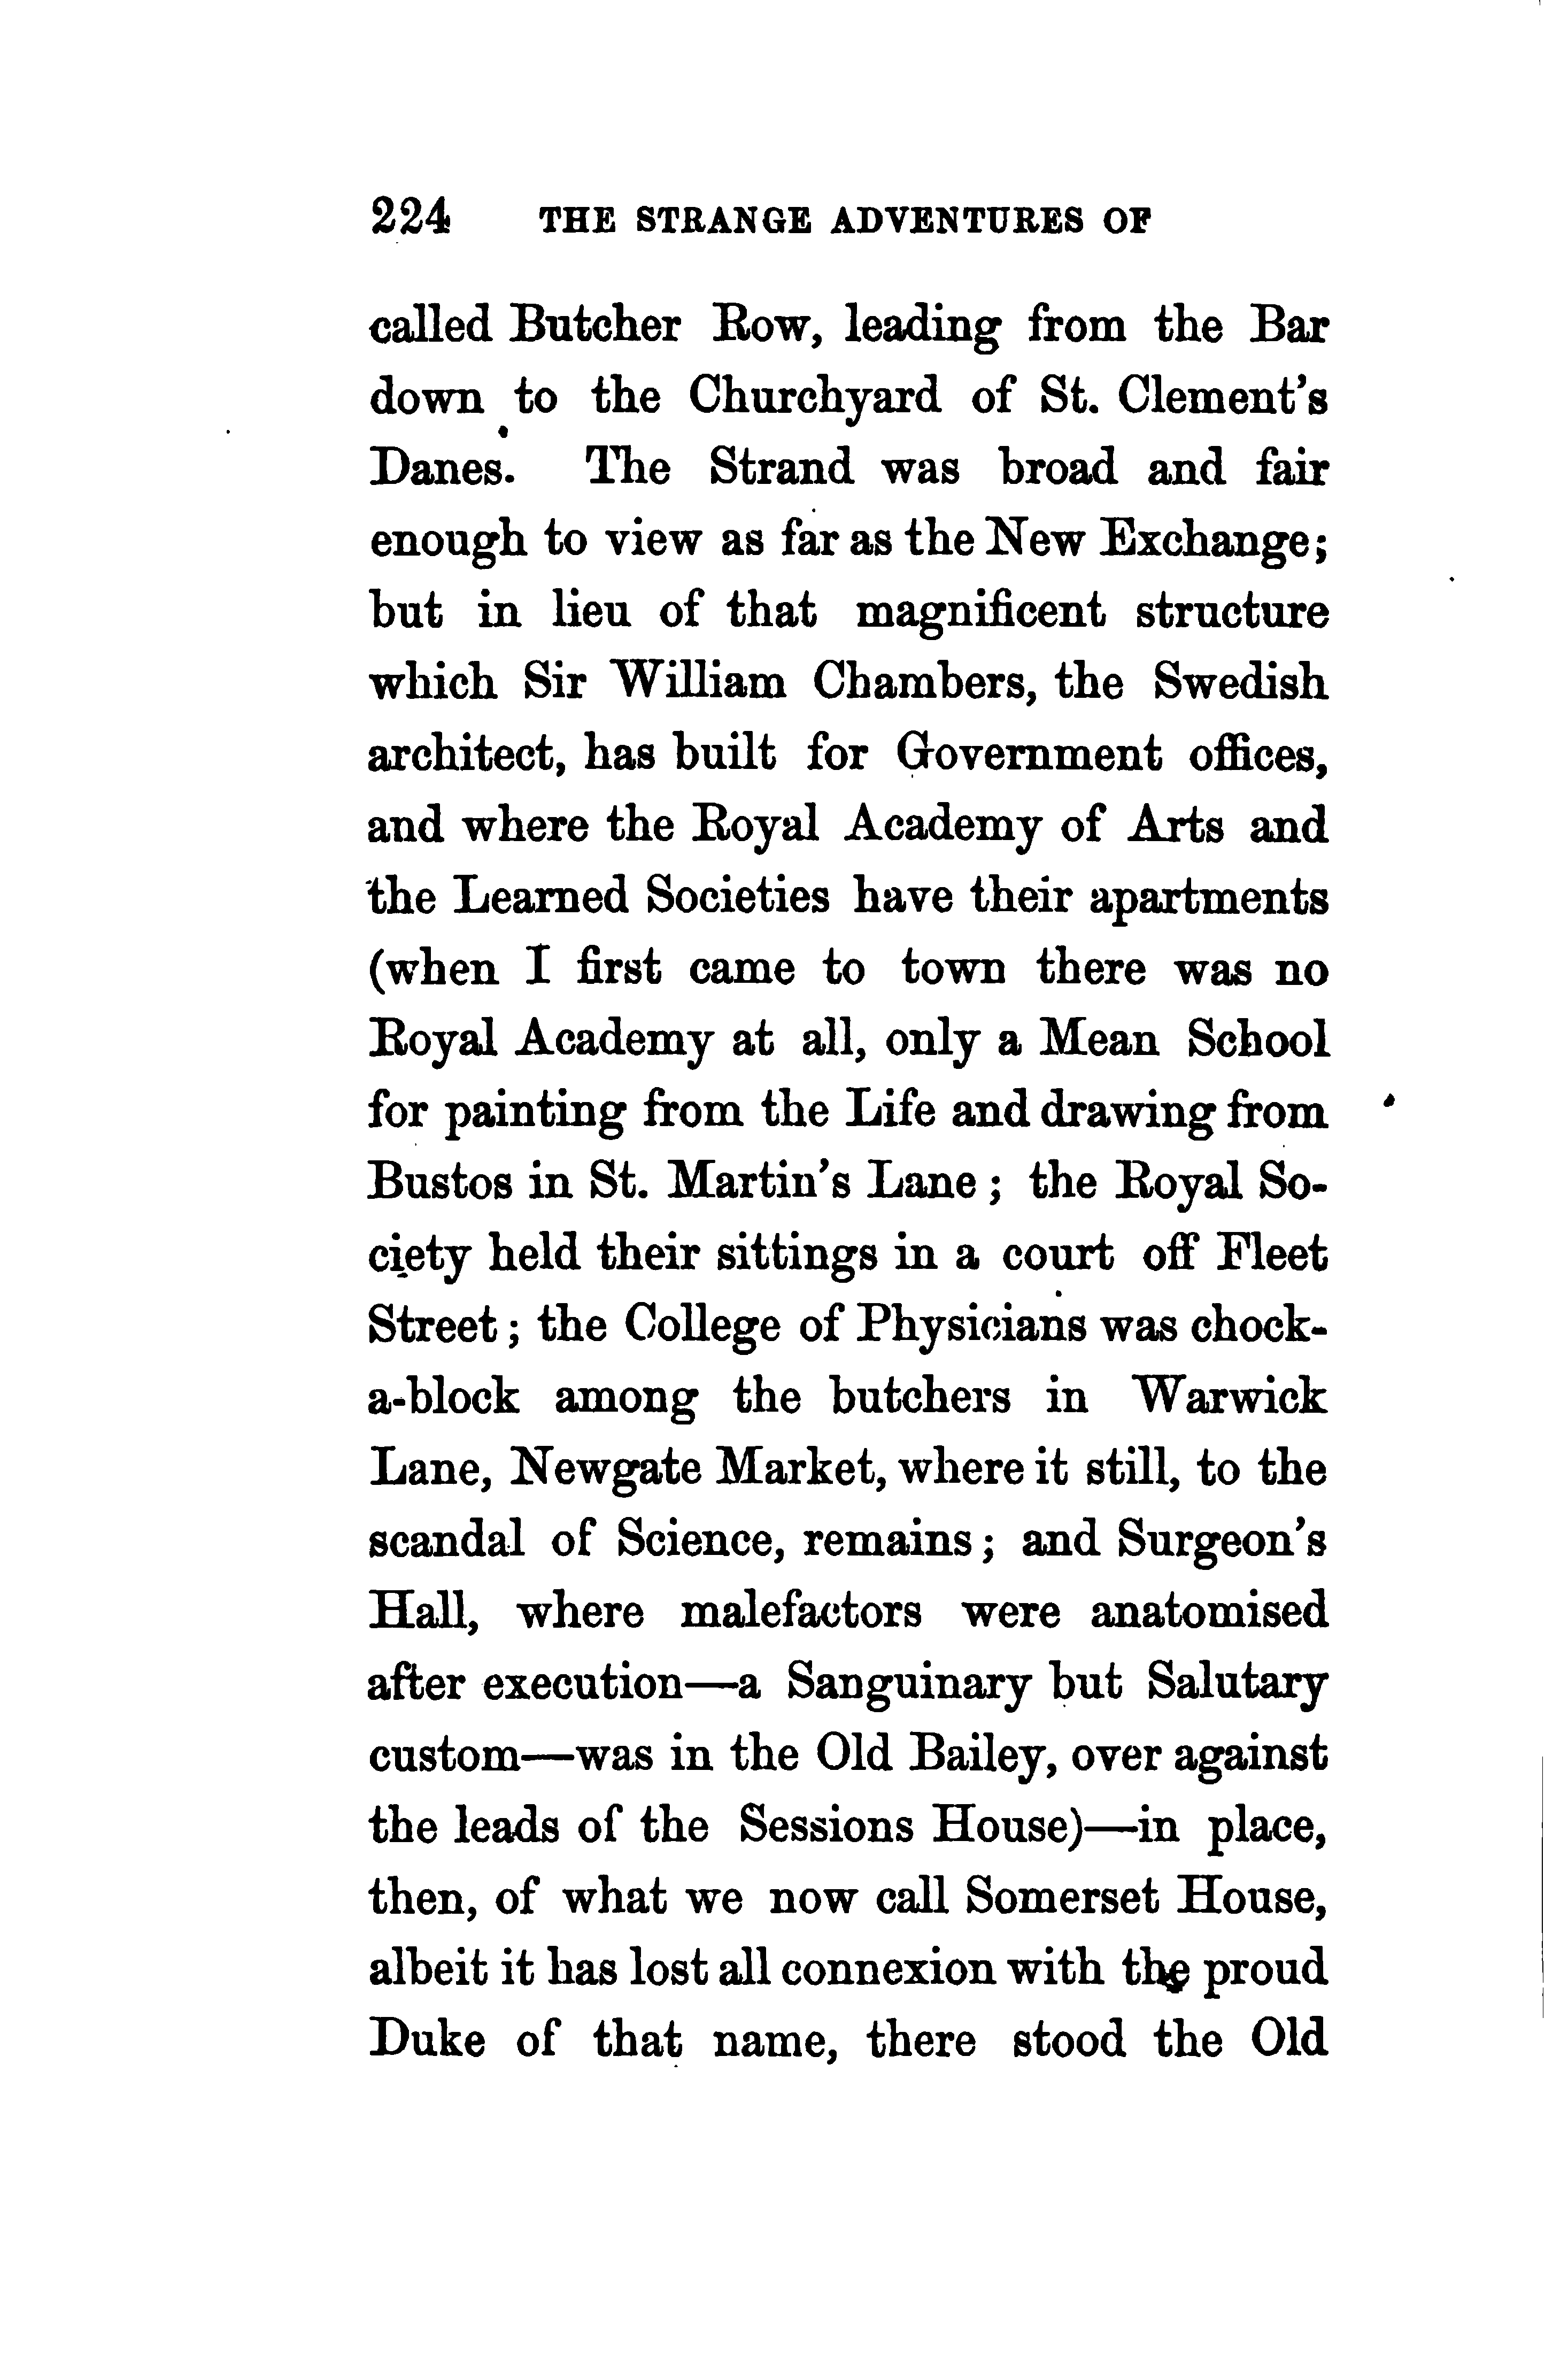 224 THE STRANGE ADVENTURES OF
called Butcher Row, leading from the Bar
down to the Churchyard of St. Clement's
Danes. The Strand was broad and fair
enough to view as far as the New Exchange;
but in lieu of that magnificent structure
which Sir William Chambers, the Swedish
architect, has built for Government offices,
and where the Royal Academy of Arts and
the Learned Societies have their apartments
(when I first came to town there was no
Royal Academy at all, only a Mean School
for painting from the Life and drawing from
Bustos in St. Martin's Lane; the Royal So-
ciety held their sittings in a court off Fleet
Street; the College of Physicians was chock-
a-block among the butchers in Warwick
Lane, Newgate Market, where it still, to the
scandal of Science, remains; and Surgeon's
Hall, where malefactors were anatomised
after execution—a Sanguinary but Salutary
custom—was in the Old Bailey, over against
the leads of the Sessions House)—in place,
then, of what we now call Somerset House,
albeit it has lost all connexion with the proud
Duke of that name, there stood the Old